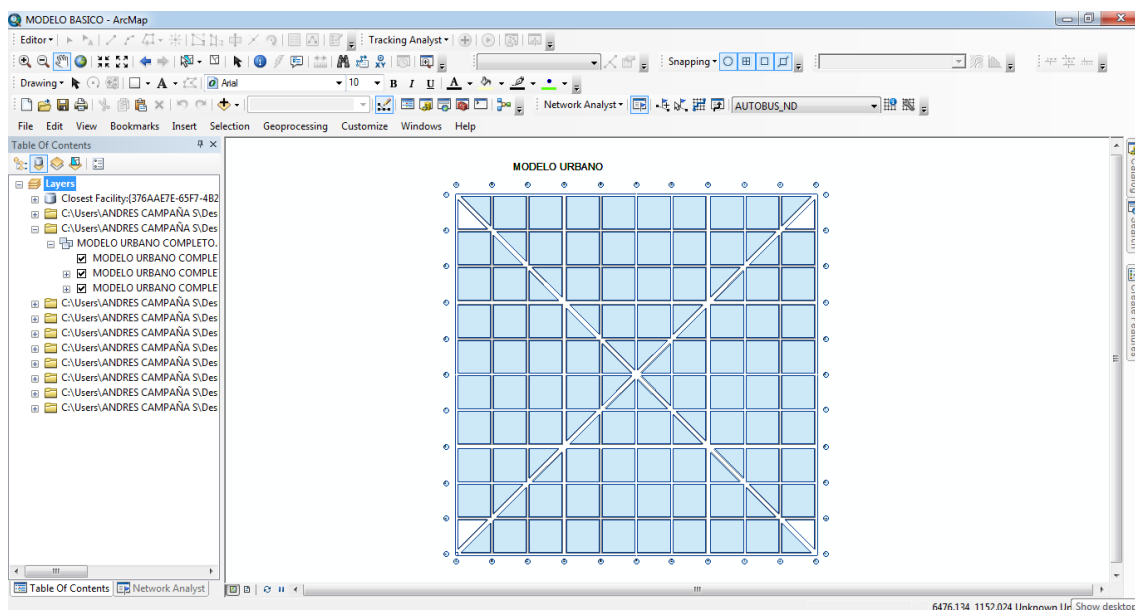 MODELO BASICO - ArcMap
Editor Tracking Analyst
Snapping
Drawing A Arial 10 B I U A
Network Analyst AUTOBUS_ND
File Edit View Bookmarks Insert Selection Geoprocessing Customize Windows Help
Table Of Contents
Layers
Closest Facility:{376AAE7E-65F7-4B2
C:\Users\ANDRES CAMPAÑA S\Des
C:\Users\ANDRES CAMPAÑA S\Des
MODELO URBANO COMPLETO.
MODELO URBANO COMPLE
MODELO URBANO COMPLE
MODELO URBANO COMPLE
C:\Users\ANDRES CAMPAÑA S\Des
C:\Users\ANDRES CAMPAÑA S\Des
C:\Users\ANDRES CAMPAÑA S\Des
C:\Users\ANDRES CAMPAÑA S\Des
C:\Users\ANDRES CAMPAÑA S\Des
C:\Users\ANDRES CAMPAÑA S\Des
C:\Users\ANDRES CAMPAÑA S\Des
C:\Users\ANDRES CAMPAÑA S\Des
MODELO URBANO
Catalog
Search
Create Features
Table Of Contents Network Analyst
6476,134 1152,024 Unknown Un
Show desktop